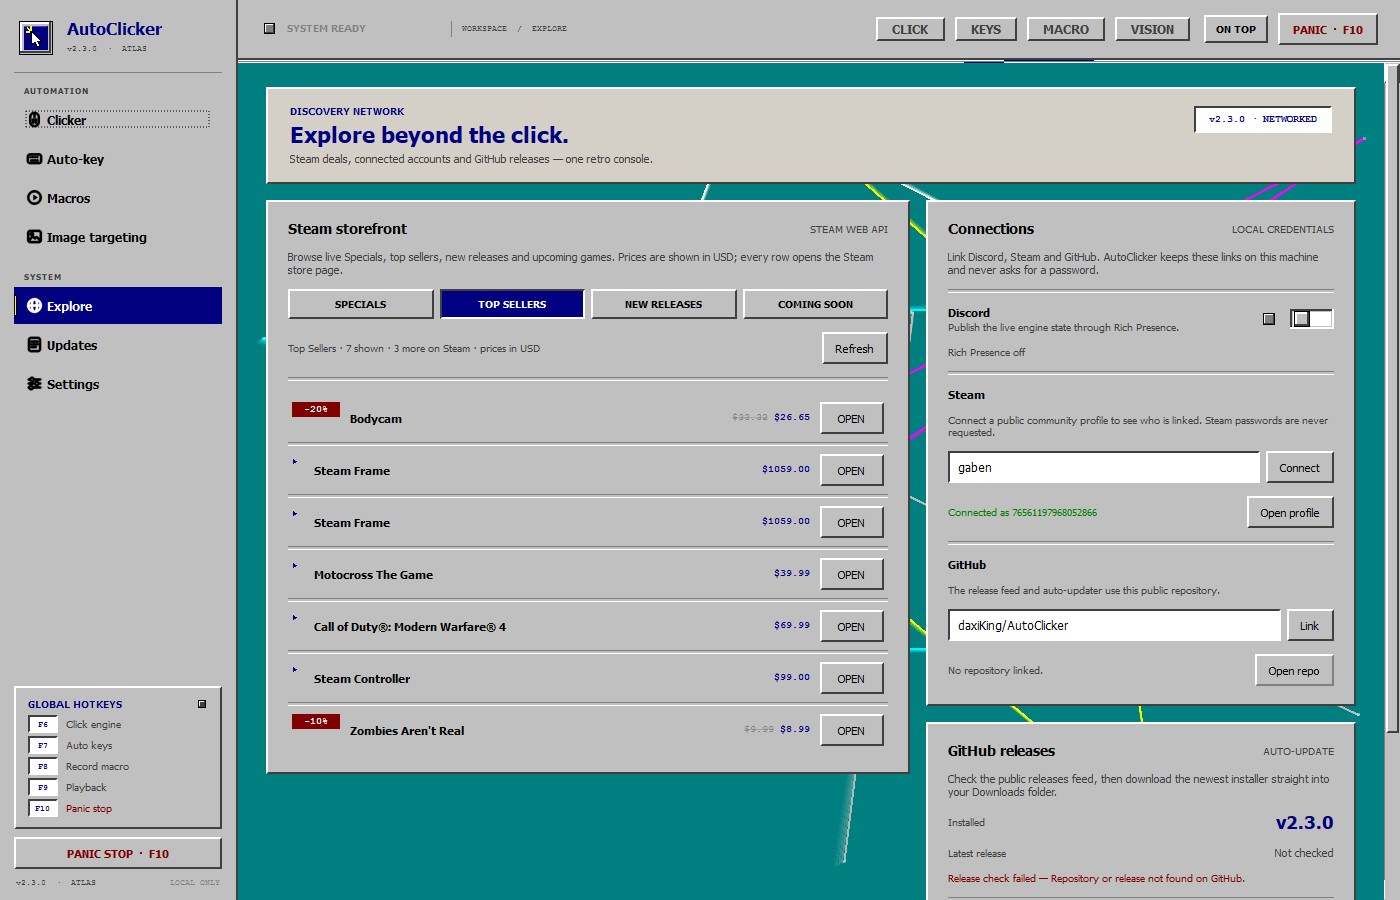 AutoClicker
v2.3.0 · ATLAS
AUTOMATION
Clicker
Auto-key
Macros
Image targeting
SYSTEM
Explore
Updates
Settings
GLOBAL HOTKEYS
F6 Click engine
F7 Auto keys
F8 Record macro
F9 Playback
F10 Panic stop
PANIC STOP · F10
v2.3.0 · ATLAS LOCAL ONLY
SYSTEM READY
WORKSPACE / EXPLORE
CLICK
KEYS
MACRO
VISION
ON TOP
PANIC · F10
DISCOVERY NETWORK
Explore beyond the click.
Steam deals, connected accounts and GitHub releases — one retro console.
v2.3.0 · NETWORKED
Steam storefront
STEAM WEB API
Browse live Specials, top sellers, new releases and upcoming games. Prices are shown in USD; every row opens the Steam
store page.
SPECIALS
TOP SELLERS
NEW RELEASES
COMING SOON
Top Sellers · 7 shown · 3 more on Steam · prices in USD
Refresh
-20% Bodycam $33.32 $26.65 OPEN
Steam Frame $1059.00 OPEN
Steam Frame $1059.00 OPEN
Motocross The Game $39.99 OPEN
Call of Duty®: Modern Warfare® 4 $69.99 OPEN
Steam Controller $99.00 OPEN
-10% Zombies Aren't Real $9.99 $8.99 OPEN
Connections
LOCAL CREDENTIALS
Link Discord, Steam and GitHub. AutoClicker keeps these links on this machine
and never asks for a password.
Discord
Publish the live engine state through Rich Presence.
Rich Presence off
Steam
Connect a public community profile to see who is linked. Steam passwords are never
requested.
gaben
Connect
Connected as 76561197968052866
Open profile
GitHub
The release feed and auto-updater use this public repository.
daxiKing/AutoClicker
Link
No repository linked.
Open repo
GitHub releases
AUTO-UPDATE
Check the public releases feed, then download the newest installer straight into
your Downloads folder.
Installed v2.3.0
Latest release Not checked
Release check failed — Repository or release not found on GitHub.